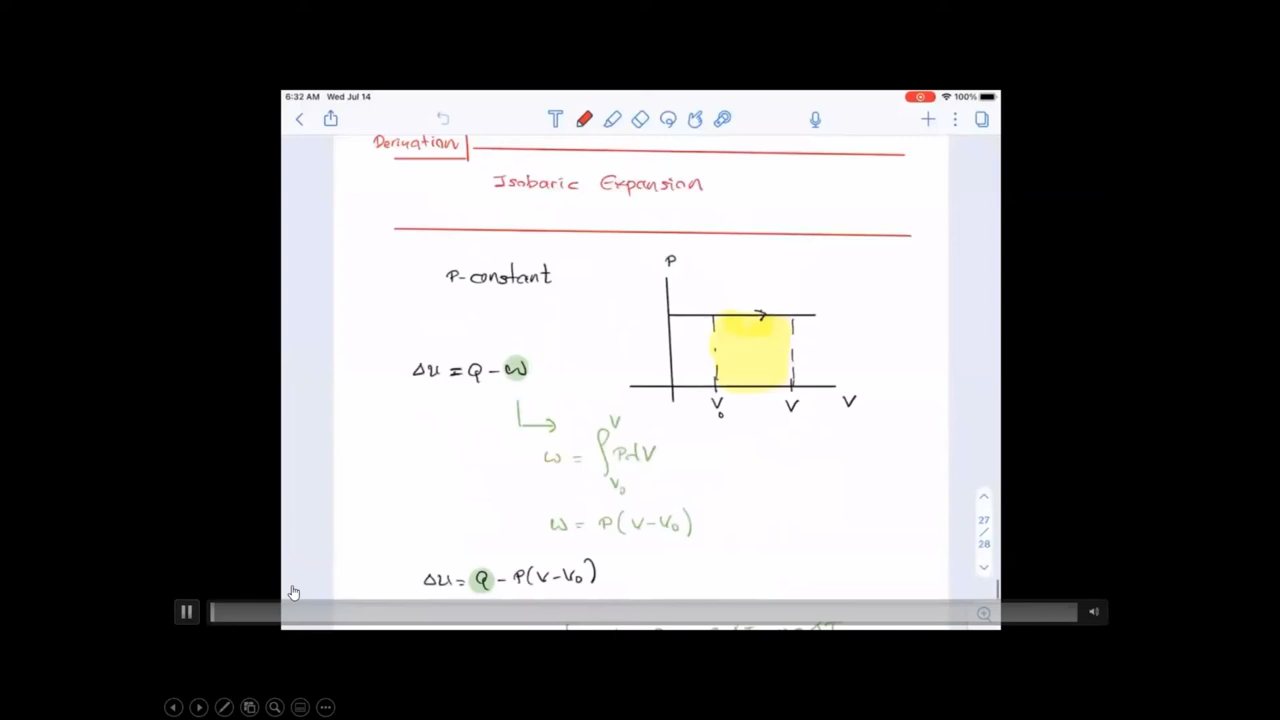 6:32 AM Wed Jul 14
100%
T
Derivation
Isobaric Expansion
P-constant
P
ΔU = Q - W
V₀ V V
W = ∫ᵥ₀ⱽ PdV
W = P(V-V₀)
27
/
28
ΔU = Q - P(V-V₀)